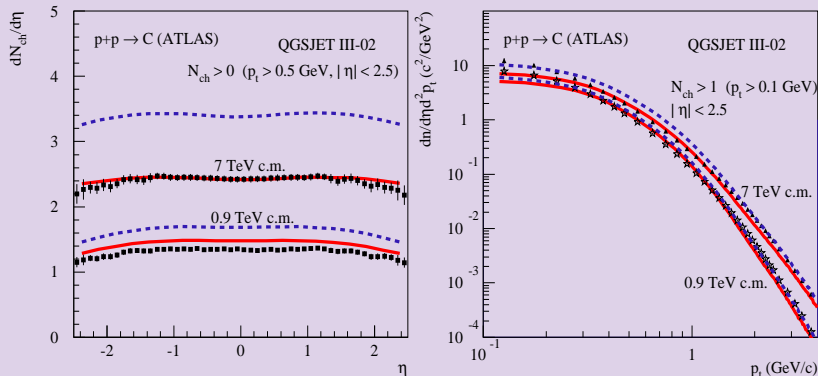 dN_ch/dη
p+p → C (ATLAS)
QGSJET III-02
N_ch > 0 (p_t > 0.5 GeV, | η | < 2.5)
7 TeV c.m.
0.9 TeV c.m.
0
1
2
3
4
5
-2
-1
0
1
2
η
dn/dηd²p_t (c²/GeV²)
p+p → C (ATLAS)
QGSJET III-02
N_ch > 1 (p_t > 0.1 GeV)
| η | < 2.5
7 TeV c.m.
0.9 TeV c.m.
10²
10
1
10⁻¹
10⁻²
10⁻³
10⁻⁴
10⁻¹
1
p_t (GeV/c)